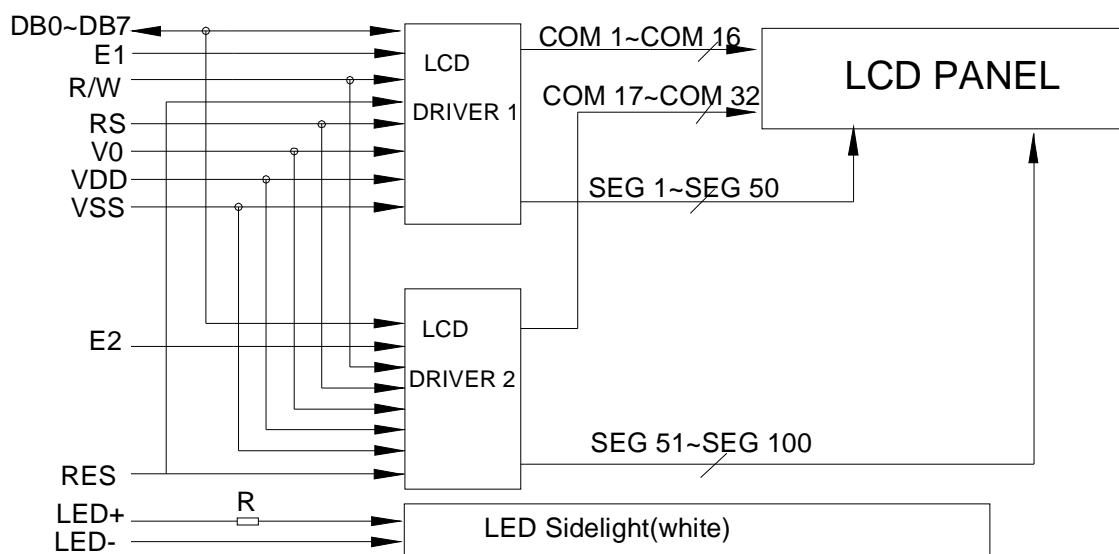 DB0~DB7
E1
R/W
RS
V0
VDD
VSS
LCD
DRIVER 1
COM 1~COM 16
COM 17~COM 32
SEG 1~SEG 50
LCD PANEL
E2
RES
LCD
DRIVER 2
SEG 51~SEG 100
LED+
LED-
R
LED Sidelight(white)